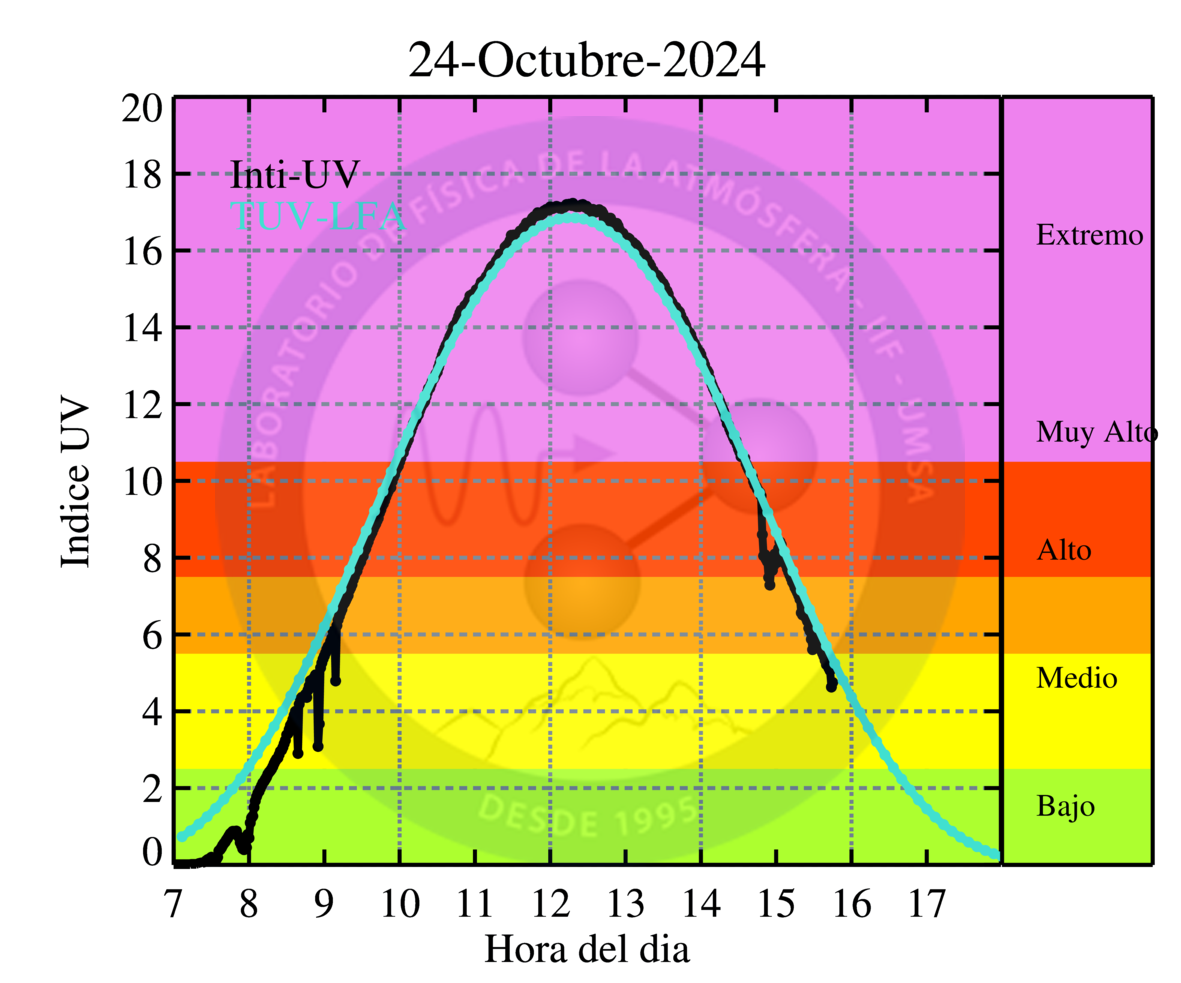 24-Octubre-2024
20
18
16
14
12
10
8
6
4
2
0
Indice UV
Inti-UV
TUV-LFA
LABORATORIO DE FÍSICA DE LA ATMÓSFERA - IIF - UMSA
DESDE 1995
Extremo
Muy Alto
Alto
Medio
Bajo
7 8 9 10 11 12 13 14 15 16 17
Hora del dia